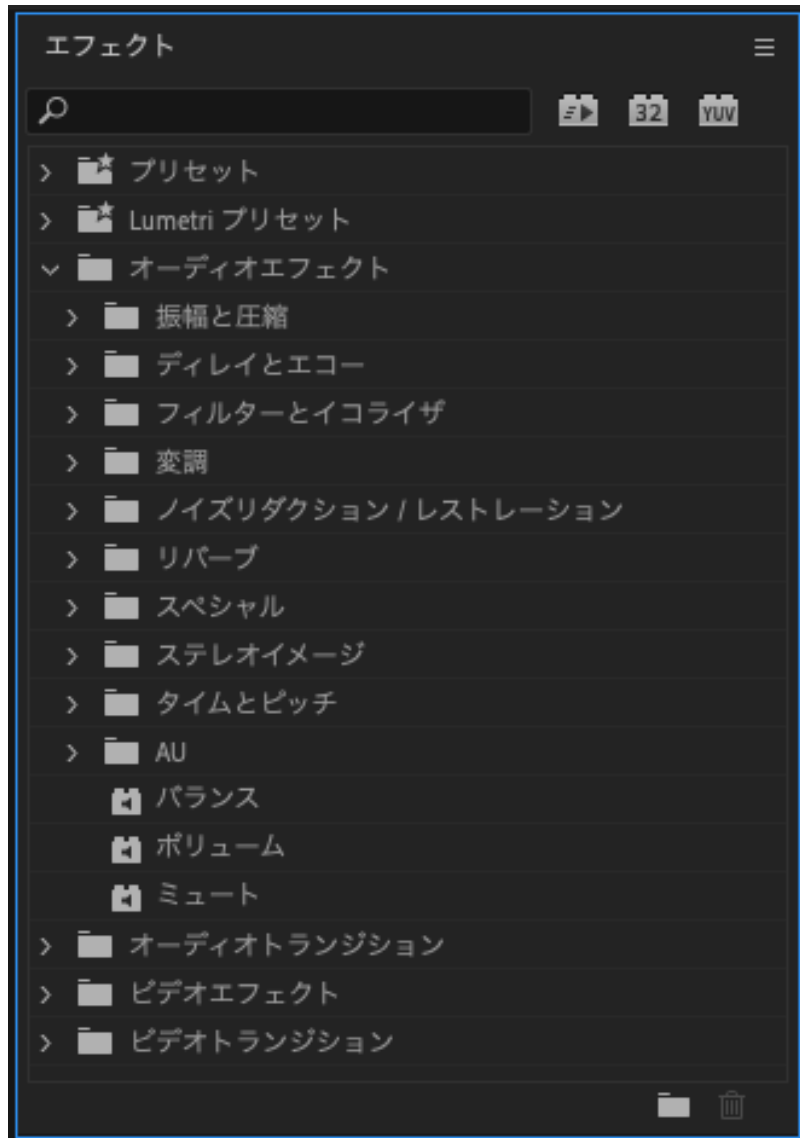 エフェクト
32
YUV
プリセット
Lumetri プリセット
オーディオエフェクト
振幅と圧縮
ディレイとエコー
フィルターとイコライザ
変調
ノイズリダクション / レストレーション
リバーブ
スペシャル
ステレオイメージ
タイムとピッチ
AU
バランス
ボリューム
ミュート
オーディオトランジション
ビデオエフェクト
ビデオトランジション